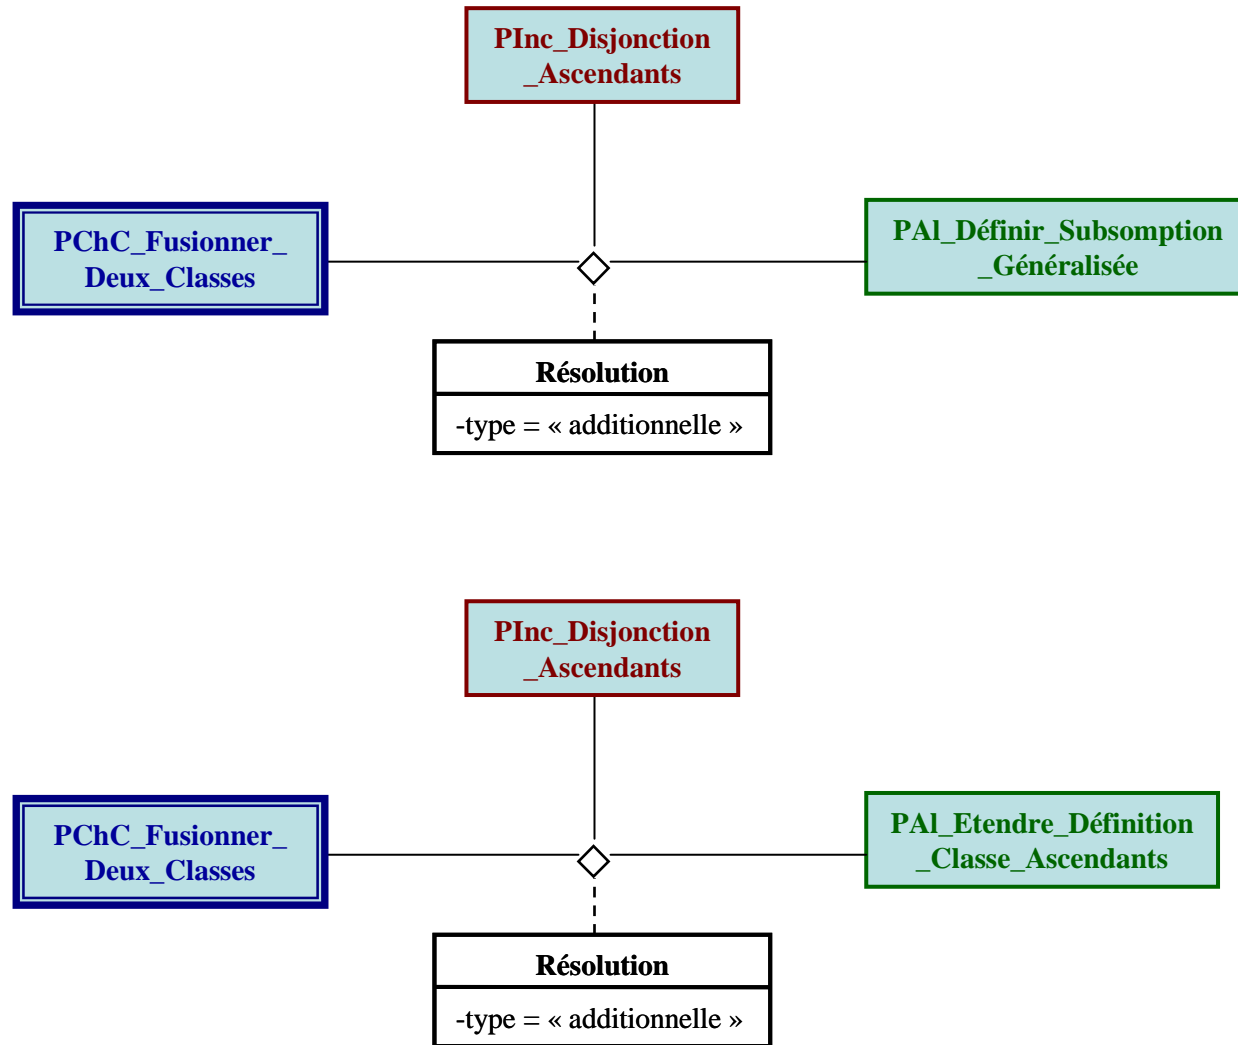 PInc_Disjonction
_Ascendants
PChC_Fusionner_
Deux_Classes
PAl_Définir_Subsomption
_Généralisée
Résolution
-type = « additionnelle »
PInc_Disjonction
_Ascendants
PChC_Fusionner_
Deux_Classes
PAl_Etendre_Définition
_Classe_Ascendants
Résolution
-type = « additionnelle »